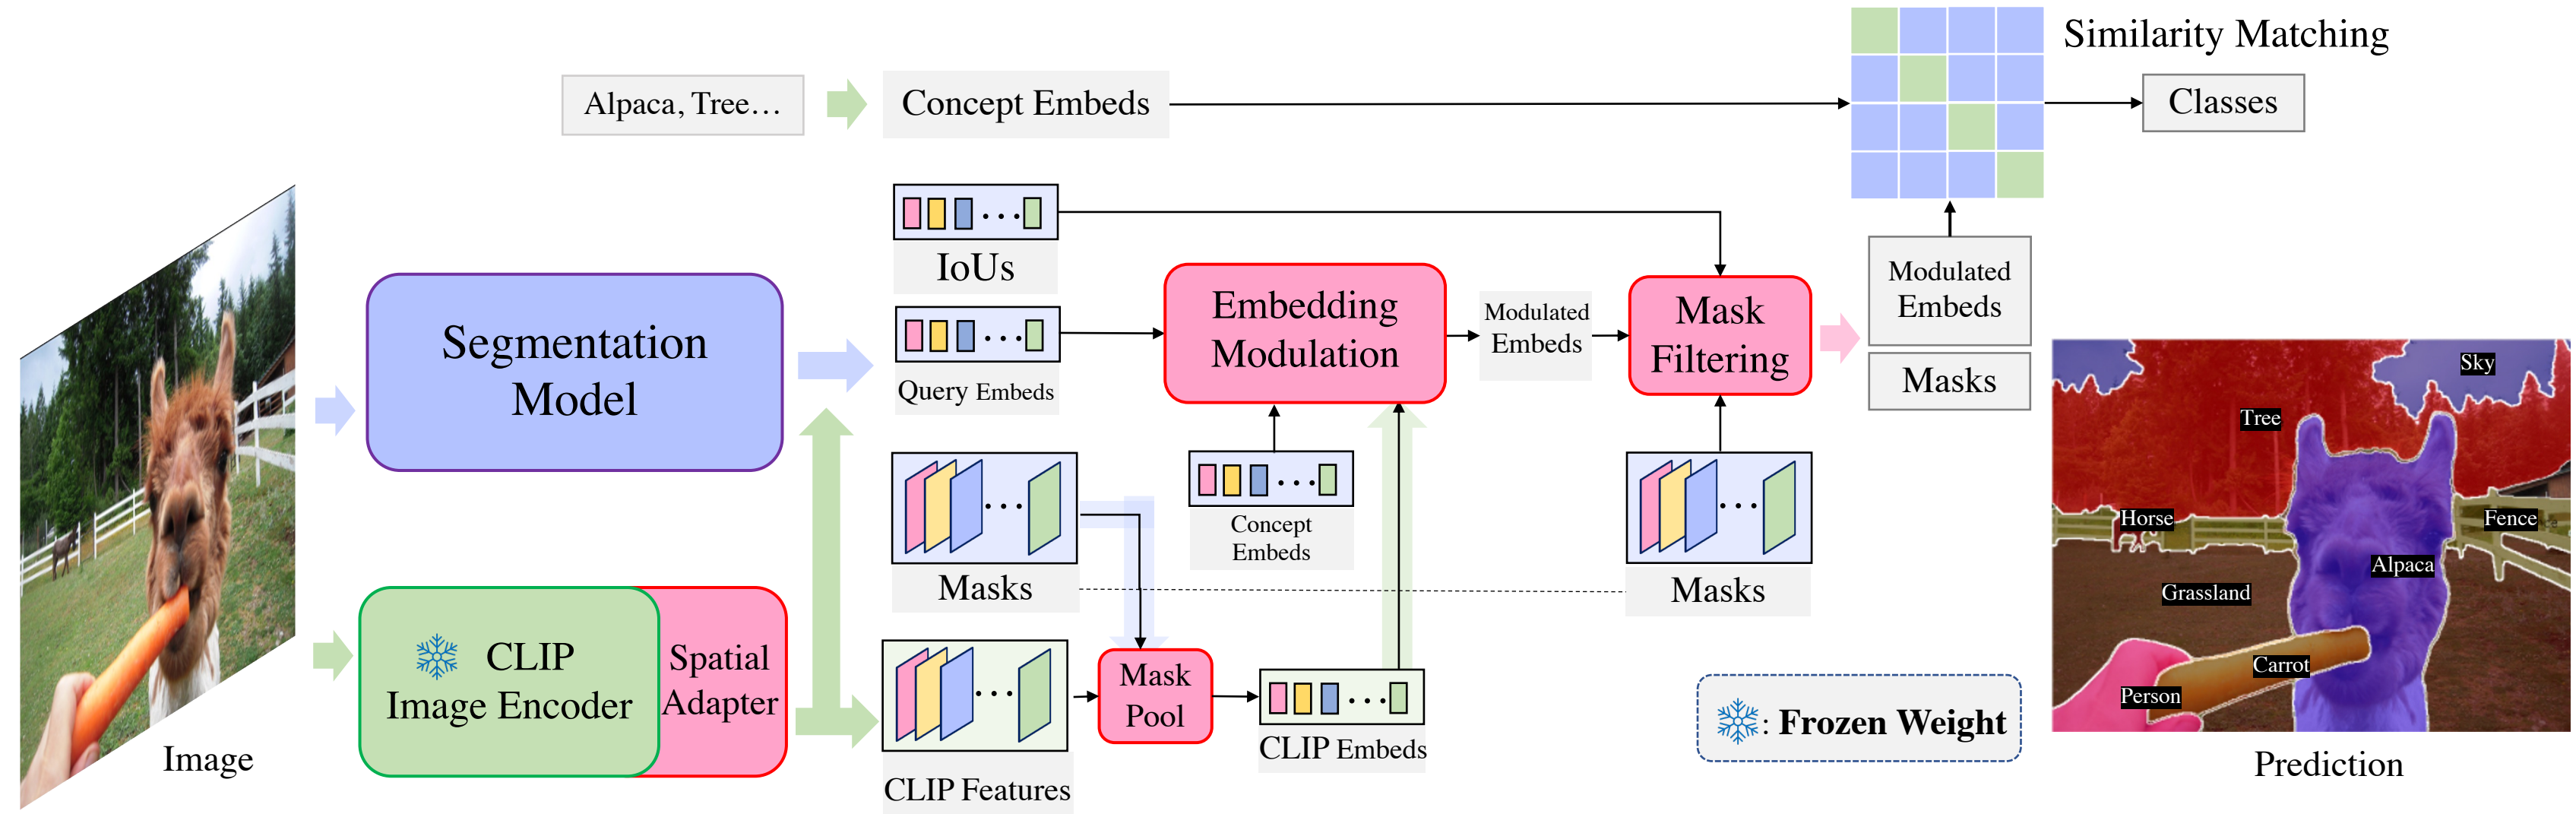 Similarity Matching
Alpaca, Tree...
Concept Embeds
Classes
IoUs
Query Embeds
Segmentation
Model
Embedding
Modulation
Modulated
Embeds
Mask
Filtering
Modulated
Embeds
Masks
Masks
Concept
Embeds
Masks
CLIP
Image Encoder
Spatial
Adapter
CLIP Features
Mask
Pool
CLIP Embeds
: Frozen Weight
Image
Sky
Tree
Horse
Fence
Alpaca
Grassland
Carrot
Person
Prediction